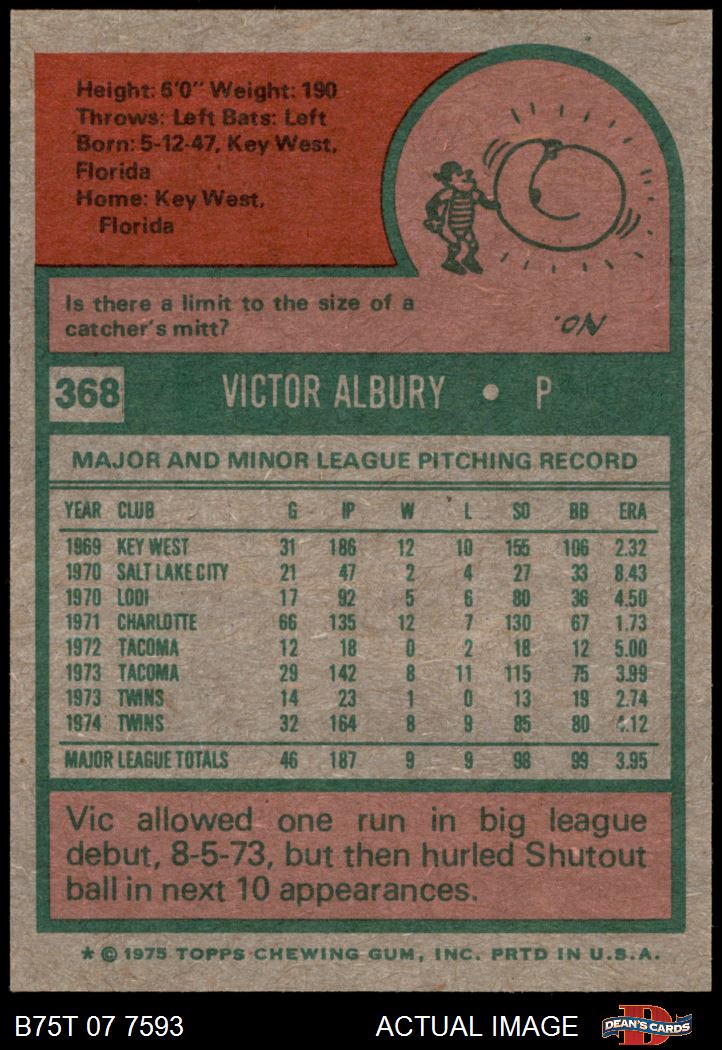 Height: 6'0" Weight: 190
Throws: Left Bats: Left
Born: 5-12-47, Key West,
Florida
Home: Key West,
Florida
Is there a limit to the size of a
catcher's mitt?
NO.
368 VICTOR ALBURY • P
MAJOR AND MINOR LEAGUE PITCHING RECORD
YEAR CLUB G IP W L SO BB ERA
1969 KEY WEST 31 186 12 10 155 106 2.32
1970 SALT LAKE CITY 21 47 2 4 27 33 8.43
1970 LODI 17 92 5 6 80 36 4.50
1971 CHARLOTTE 66 135 12 7 130 67 1.73
1972 TACOMA 12 18 0 2 18 12 5.00
1973 TACOMA 29 142 8 11 115 75 3.99
1973 TWINS 14 23 1 0 13 19 2.74
1974 TWINS 32 164 8 9 85 80 4.12
MAJOR LEAGUE TOTALS 46 187 9 9 98 99 3.95
Vic allowed one run in big league
debut, 8-5-73, but then hurled Shutout
ball in next 10 appearances.
* © 1975 TOPPS CHEWING GUM, INC. PRTD IN U.S.A.
B75T 07 7593 ACTUAL IMAGE D DEAN'S CARDS